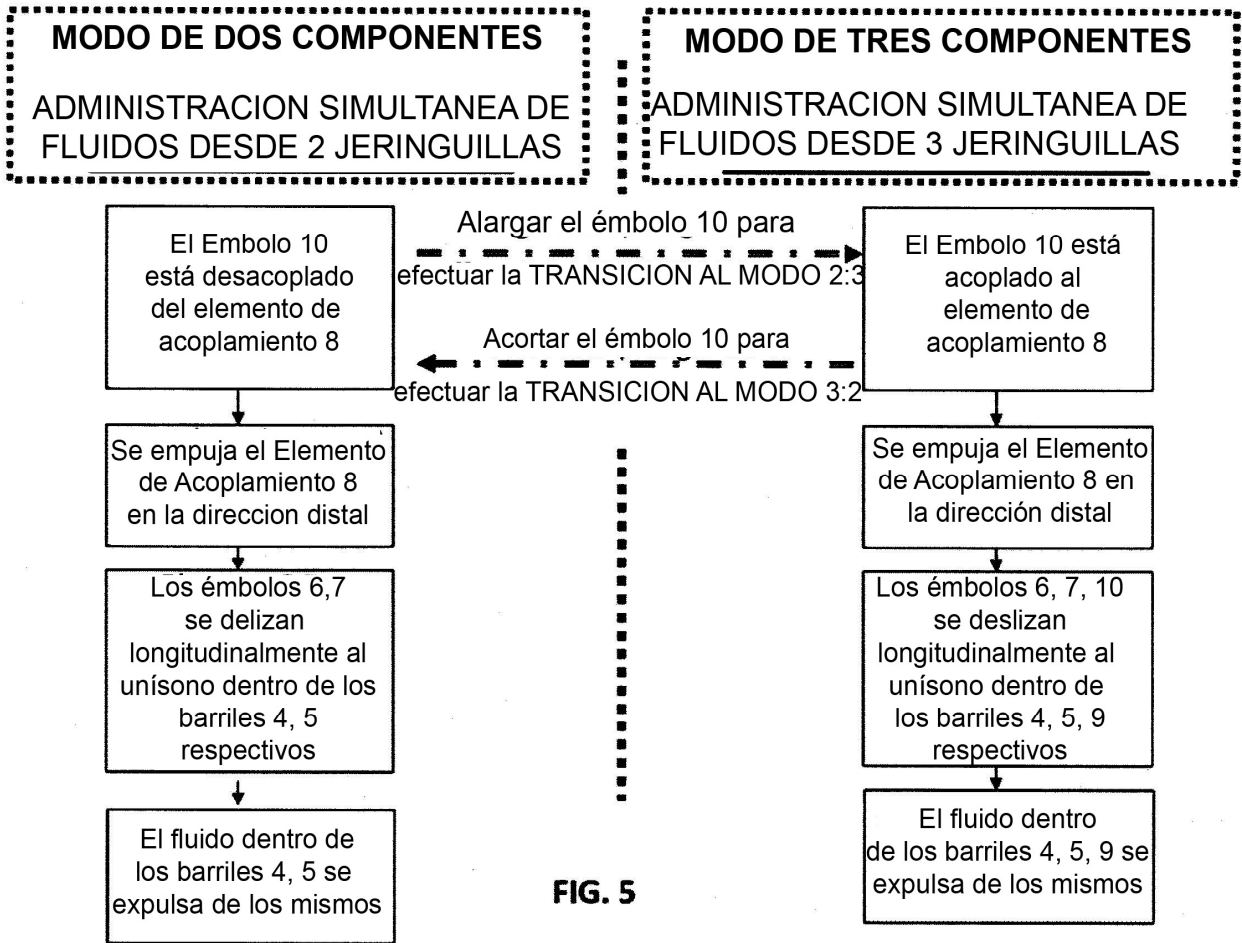 MODO DE DOS COMPONENTES
ADMINISTRACION SIMULTANEA DE
FLUIDOS DESDE 2 JERINGUILLAS
MODO DE TRES COMPONENTES
ADMINISTRACION SIMULTANEA DE
FLUIDOS DESDE 3 JERINGUILLAS
El Embolo 10
está desacoplado
del elemento de
acoplamiento 8
Alargar el émbolo 10 para
efectuar la TRANSICION AL MODO 2:3
Acortar el émbolo 10 para
efectuar la TRANSICION AL MODO 3:2
El Embolo 10 está
acoplado al
elemento de
acoplamiento 8
Se empuja el Elemento
de Acoplamiento 8
en la direccion distal
Se empuja el Elemento
de Acoplamiento 8 en
la dirección distal
Los émbolos 6,7
se delizan
longitudinalmente al
unísono dentro de los
barriles 4, 5
respectivos
Los émbolos 6, 7, 10
se deslizan
longitudinalmente al
unísono dentro de
los barriles 4, 5, 9
respectivos
El fluido dentro de
los barriles 4, 5 se
expulsa de los mismos
El fluido dentro
de los barriles 4, 5, 9 se
expulsa de los mismos
FIG. 5